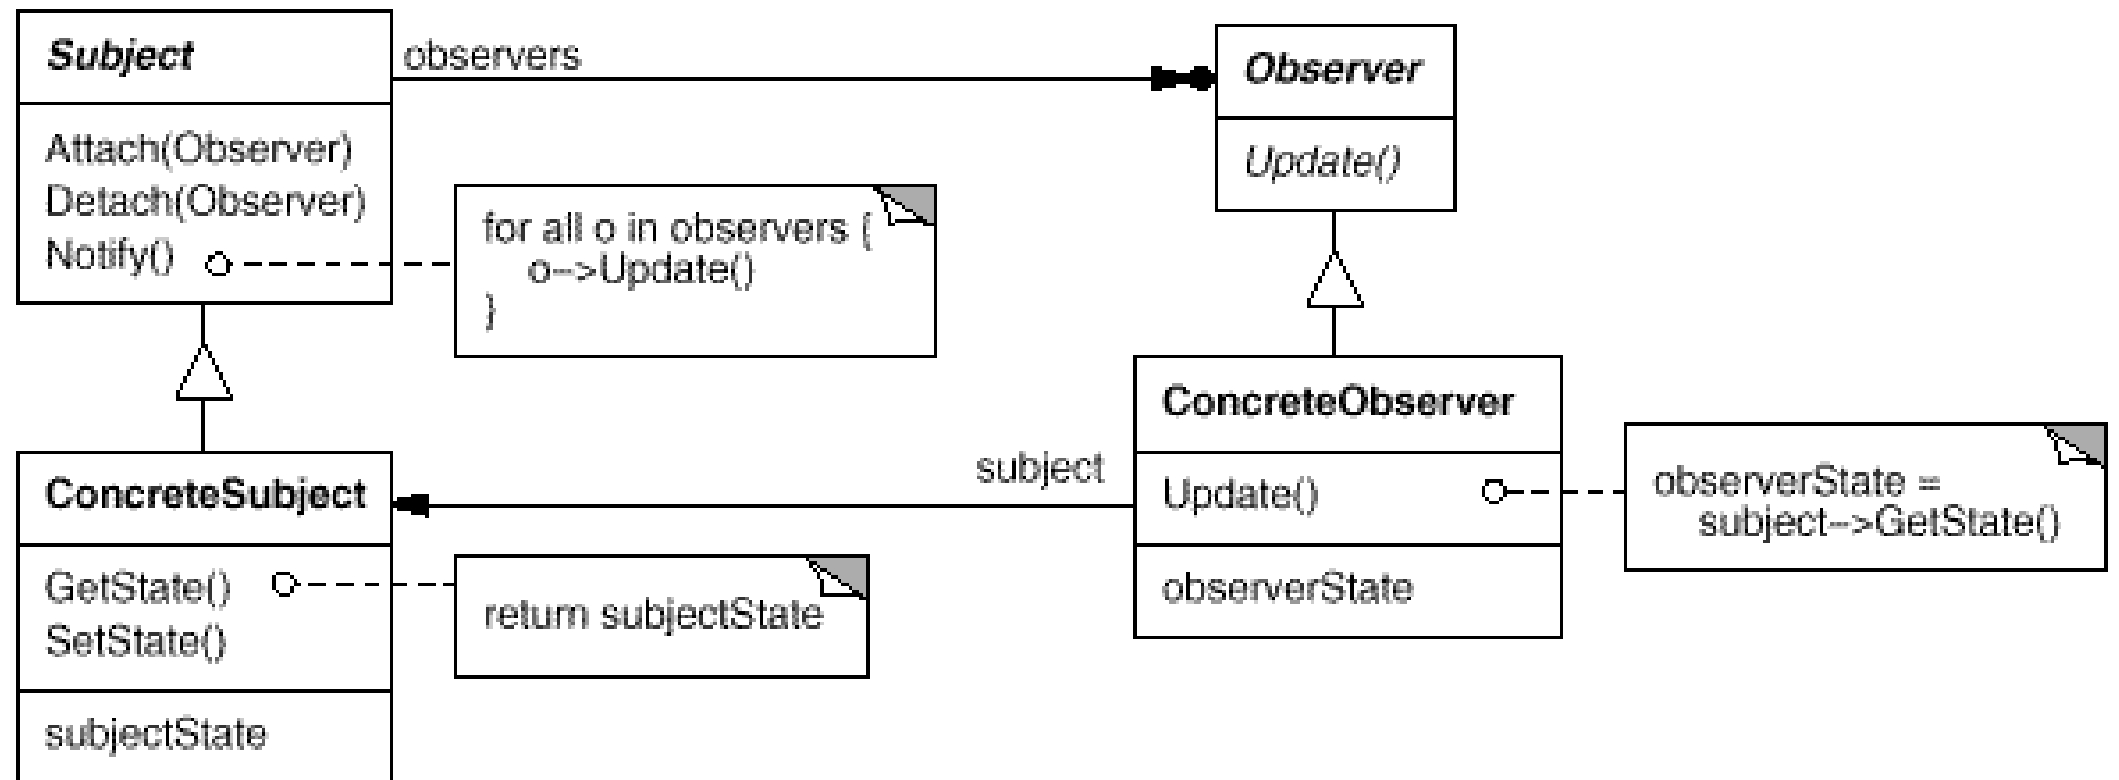 Subject
Attach(Observer)
Detach(Observer)
Notify()
observers
for all o in observers {
o-->Update()
}
Observer
Update()
ConcreteSubject
GetState()
SetState()
subjectState
return subjectState
subject
ConcreteObserver
Update()
observerState
observerState =
subject-->GetState()